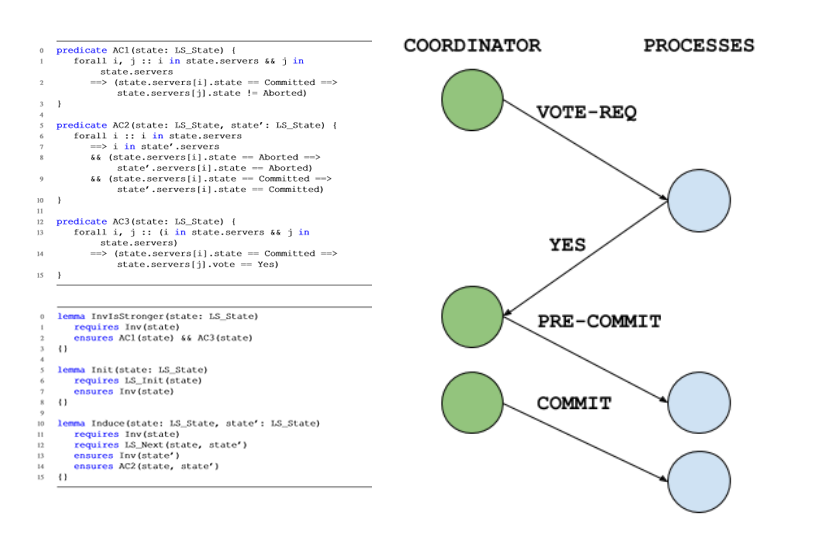 0 predicate AC1(state: LS_State) {
1 forall i, j :: i in state.servers && j in
state.servers
2 ==> (state.servers[i].state == Committed ==>
state.servers[j].state != Aborted)
3 }
4
5 predicate AC2(state: LS_State, state’: LS_State) {
6 forall i :: i in state.servers
7 ==> i in state’.servers
8 && (state.servers[i].state == Aborted ==>
state’.servers[i].state == Aborted)
9 && (state.servers[i].state == Committed ==>
state’.servers[i].state == Committed)
10 }
11
12 predicate AC3(state: LS_State) {
13 forall i, j :: (i in state.servers && j in
state.servers)
14 ==> (state.servers[i].state == Committed ==>
state.servers[j].vote == Yes)
15 }
0 lemma InvIsStronger(state: LS_State)
1 requires Inv(state)
2 ensures AC1(state) && AC3(state)
3 {}
4
5 lemma Init(state: LS_State)
6 requires LS_Init(state)
7 ensures Inv(state)
8 {}
9
10 lemma Induce(state: LS_State, state’: LS_State)
11 requires Inv(state)
12 requires LS_Next(state, state’)
13 ensures Inv(state’)
14 ensures AC2(state, state’)
15 {}
COORDINATOR
PROCESSES
VOTE-REQ
YES
PRE-COMMIT
COMMIT